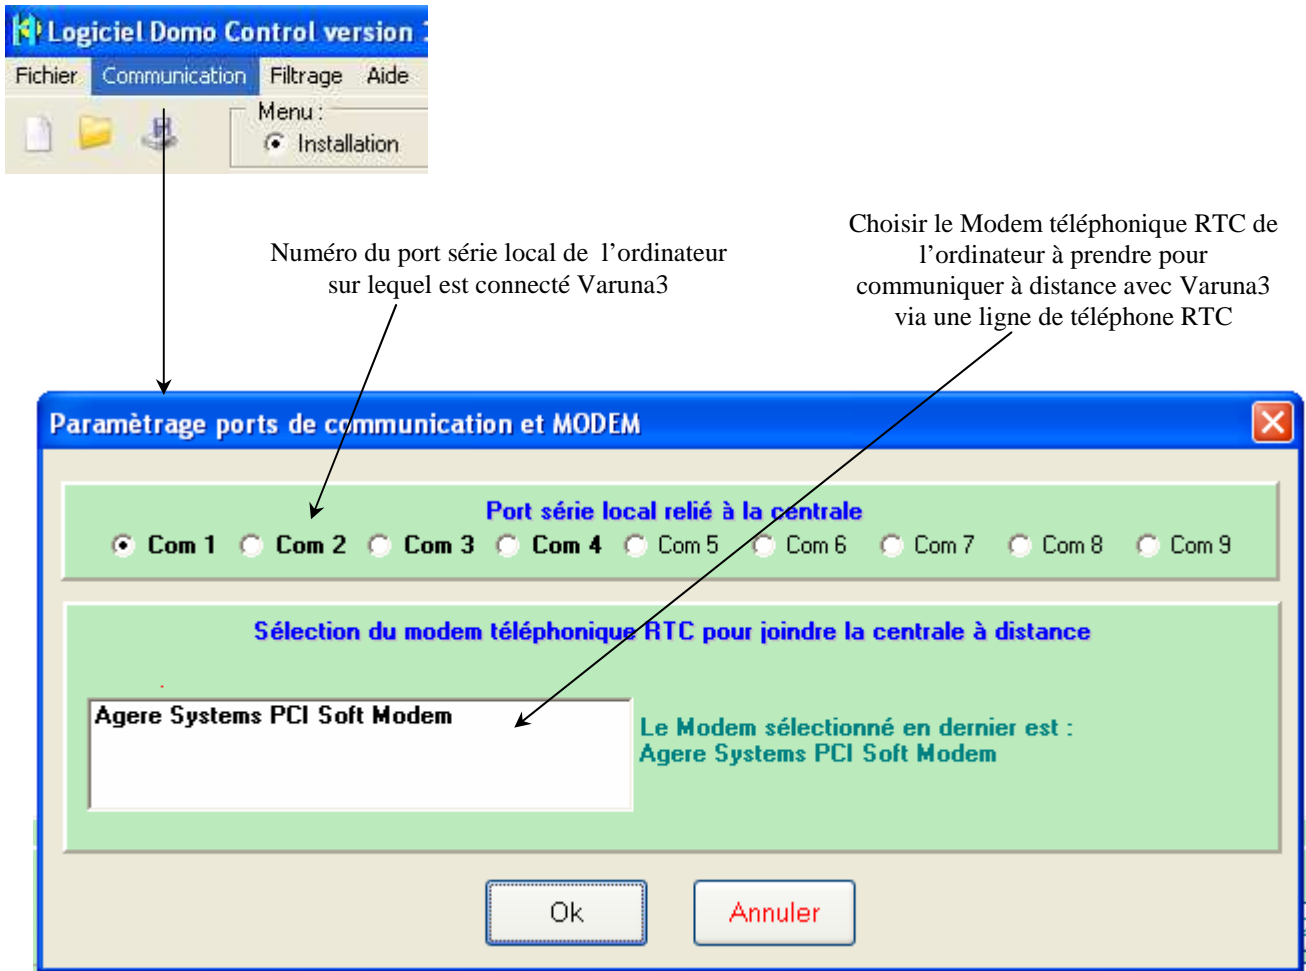 Logiciel Domo Control version
Fichier Communication Filtrage Aide
Menu :
Installation
Choisir le Modem téléphonique RTC de
l’ordinateur à prendre pour
communiquer à distance avec Varuna3
via une ligne de téléphone RTC
Numéro du port série local de l’ordinateur
sur lequel est connecté Varuna3
Paramètrage ports de communication et MODEM
Port série local relié à la centrale
Com 1 Com 2 Com 3 Com 4 Com 5 Com 6 Com 7 Com 8 Com 9
Sélection du modem téléphonique RTC pour joindre la centrale à distance
Agere Systems PCI Soft Modem
Le Modem sélectionné en dernier est :
Agere Systems PCI Soft Modem
Ok Annuler